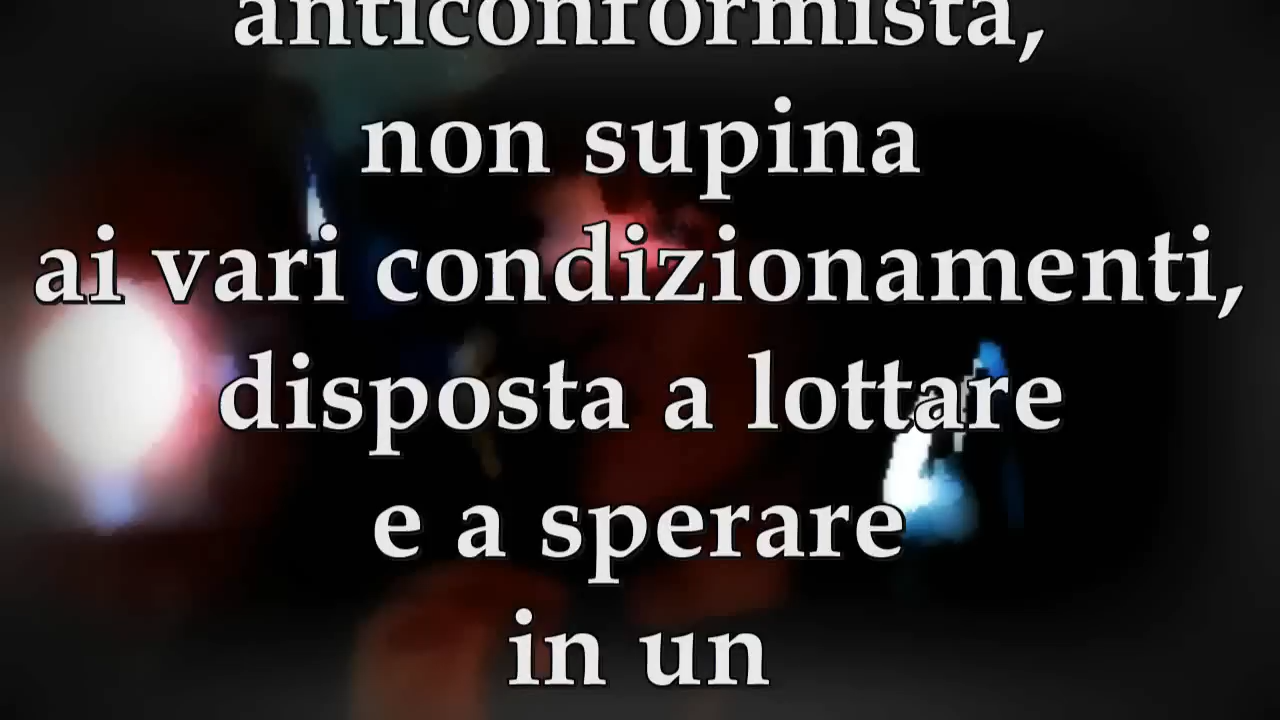 anticonformista,
non supina
ai vari condizionamenti,
disposta a lottare
e a sperare
in un